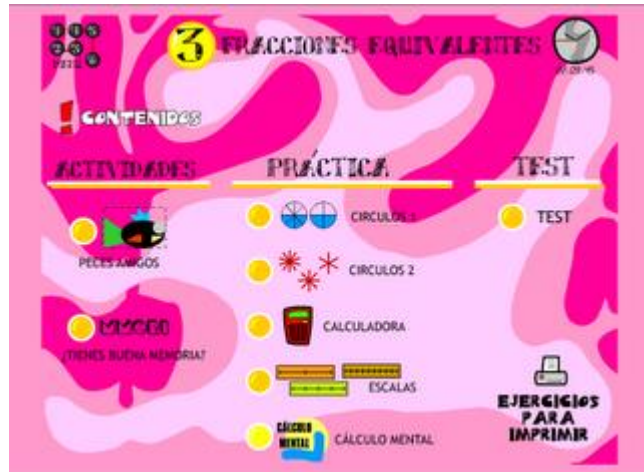 3 FRACCIONES EQUIVALENTES
! CONTENIDOS
ACTIVIDADES
PECES AMIGOS
¿TIENES BUENA MEMORIA?
PRÁCTICA
CIRCULOS 1
CIRCULOS 2
CALCULADORA
ESCALAS
CÁLCULO MENTAL
CÁLCULO MENTAL
TEST
TEST
EJERCICIOS
PARA
IMPRIMIR